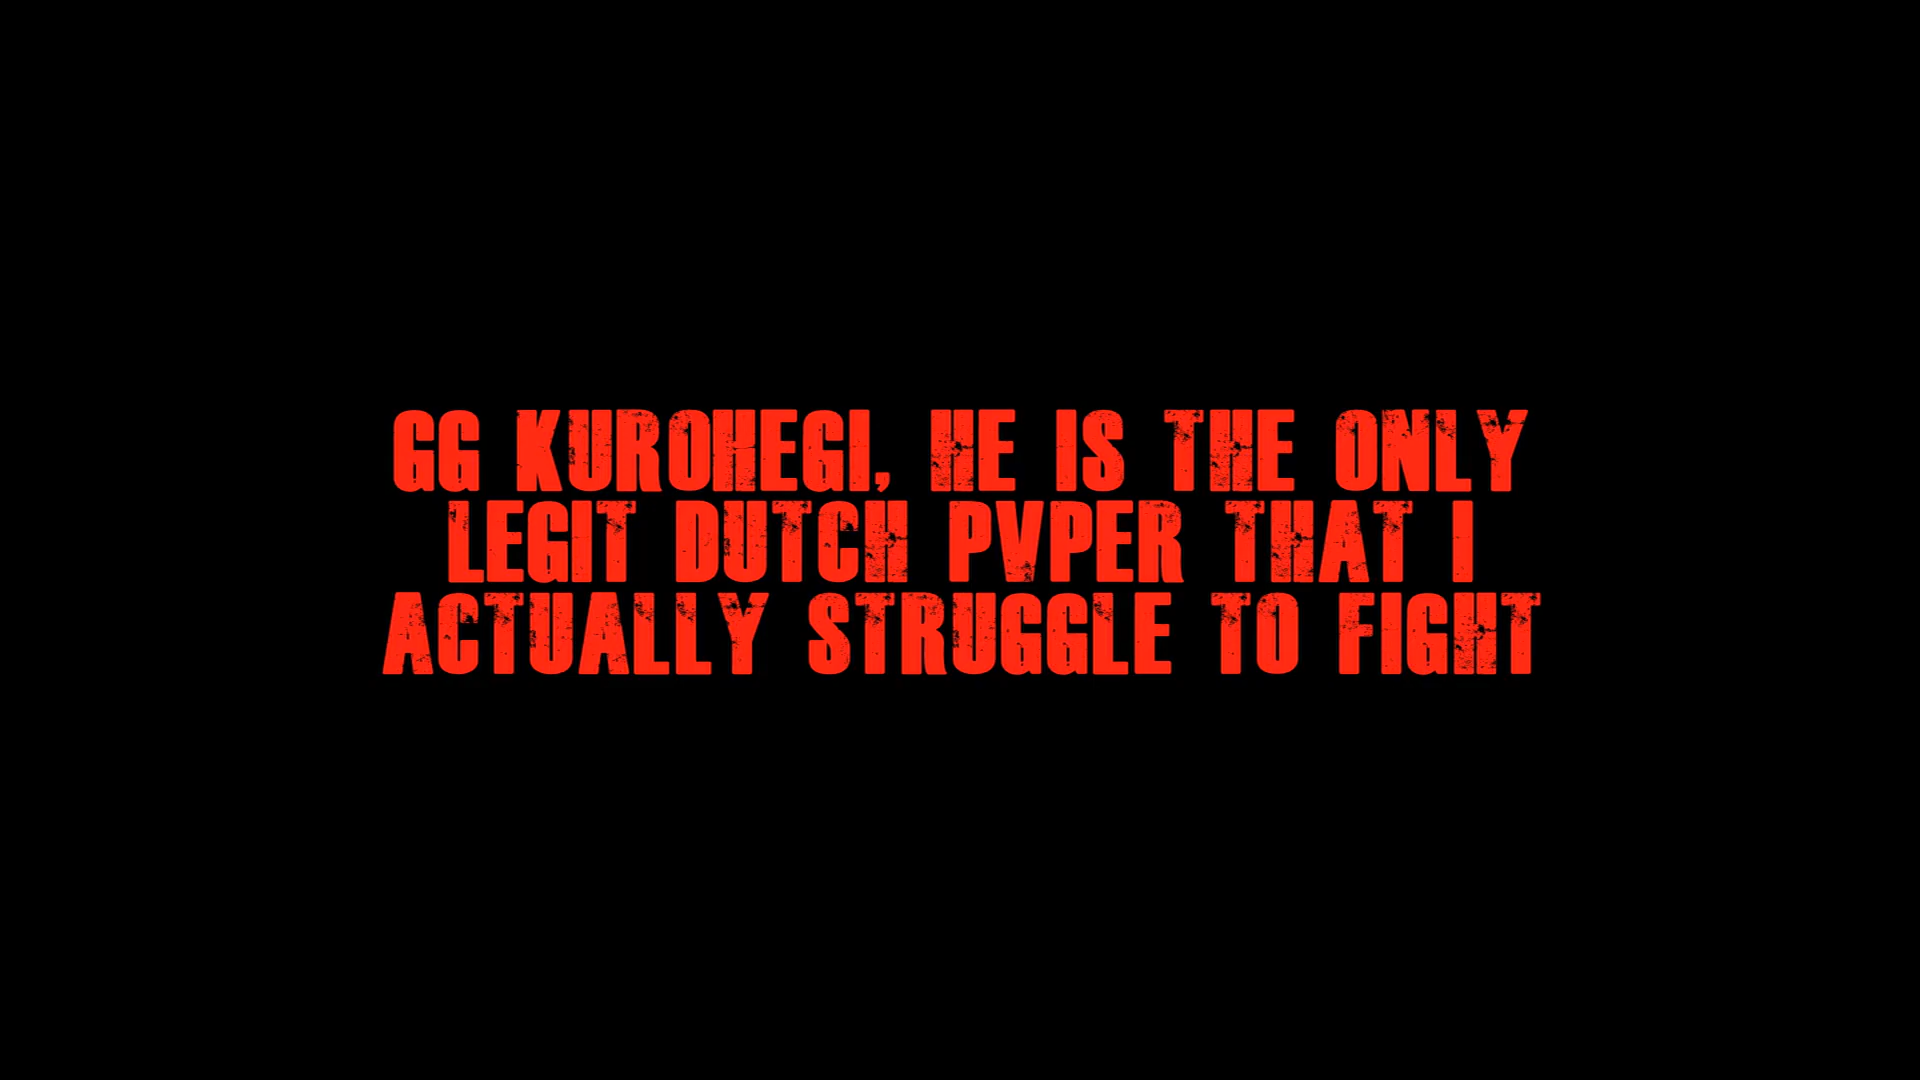 GG KUROHEGI, HE IS THE ONLY
LEGIT DUTCH PVPER THAT I
ACTUALLY STRUGGLE TO FIGHT